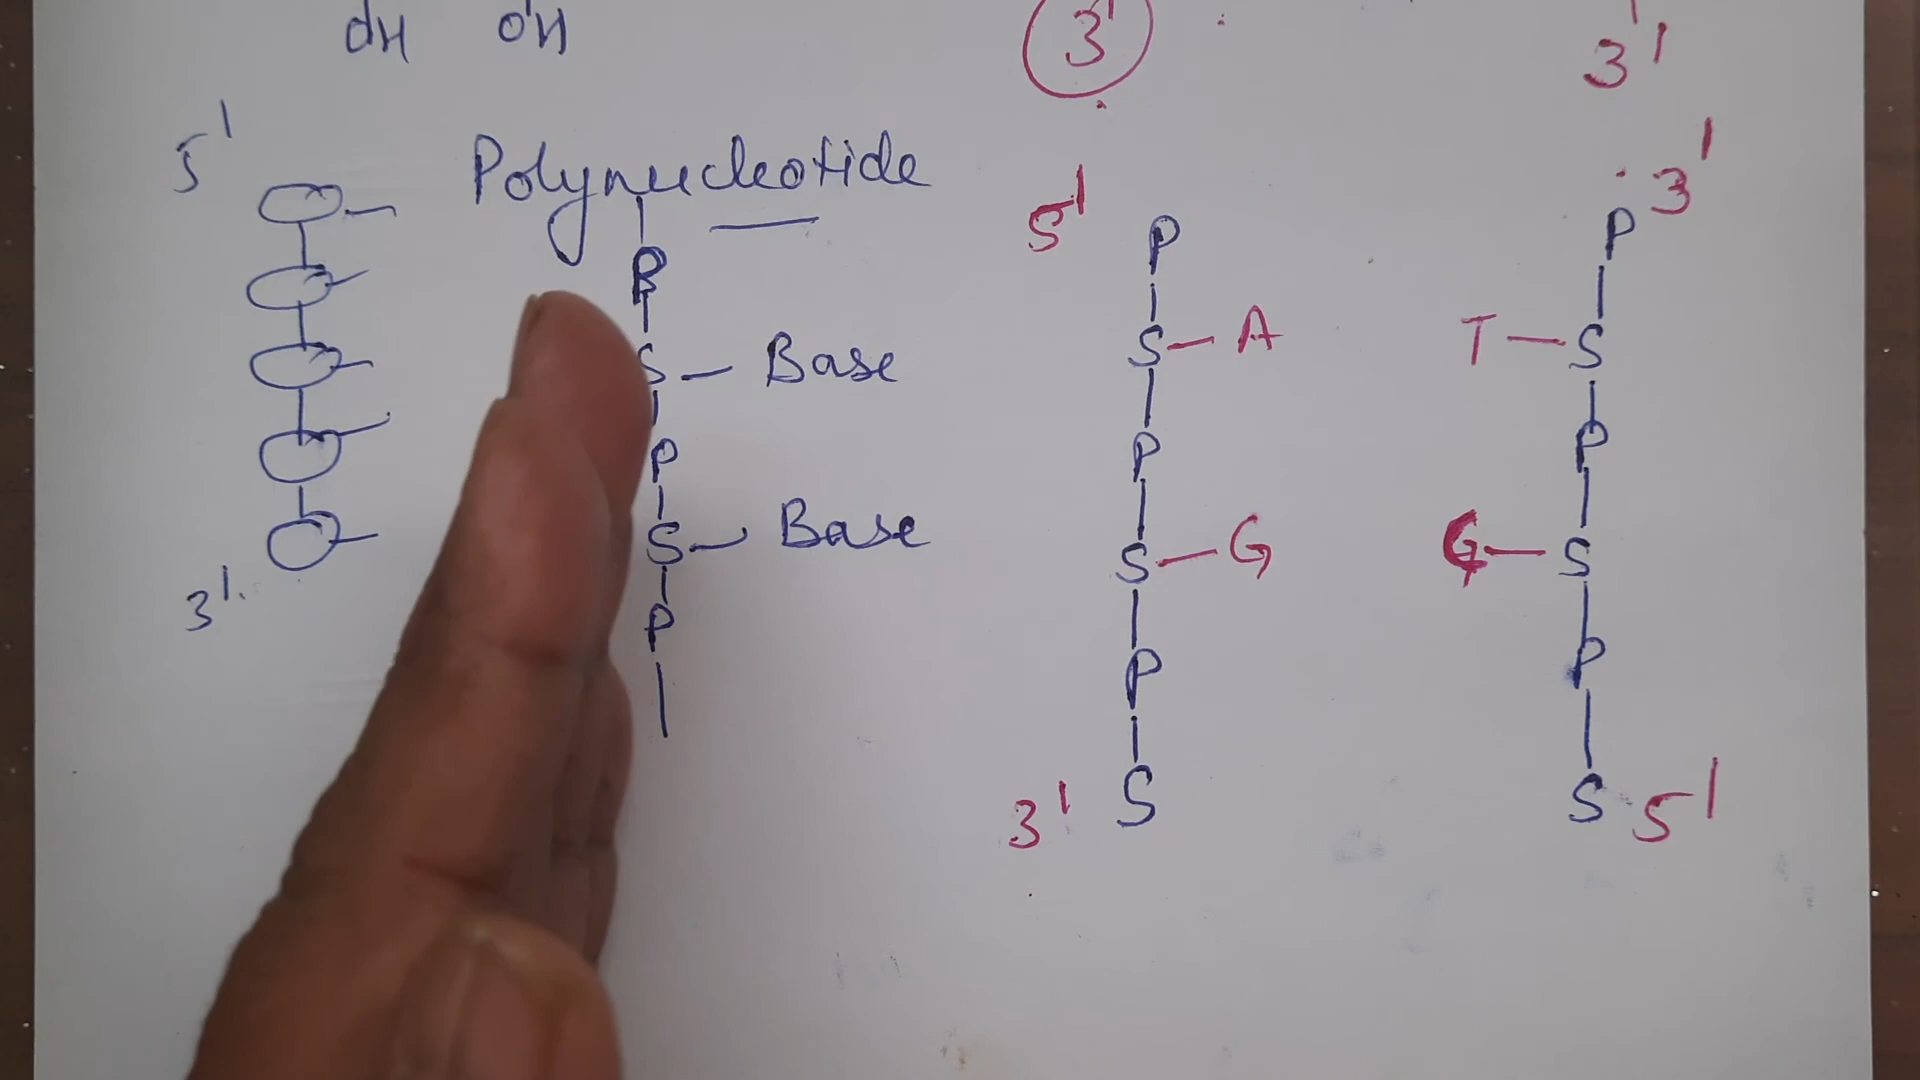 OH OH 3' 3'
5' Polynucleotide 5' 3'
P P P
S - Base S - A T - S
P P P
S - Base S - G G - S
3' P P P
3' S S 5'